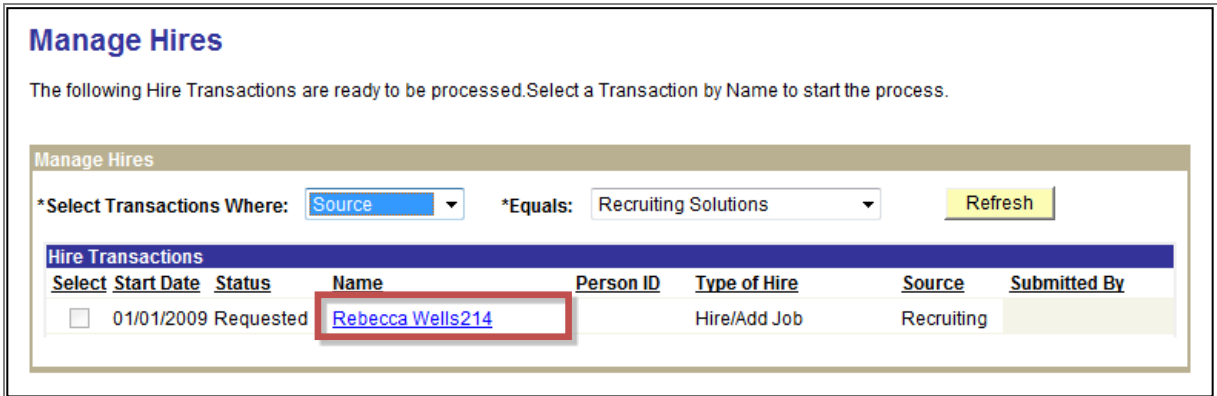 Manage Hires
The following Hire Transactions are ready to be processed.Select a Transaction by Name to start the process.
Manage Hires
*Select Transactions Where: Source *Equals: Recruiting Solutions Refresh
Hire Transactions
Select Start Date Status Name Person ID Type of Hire Source Submitted By
01/01/2009 Requested Rebecca Wells214 Hire/Add Job Recruiting